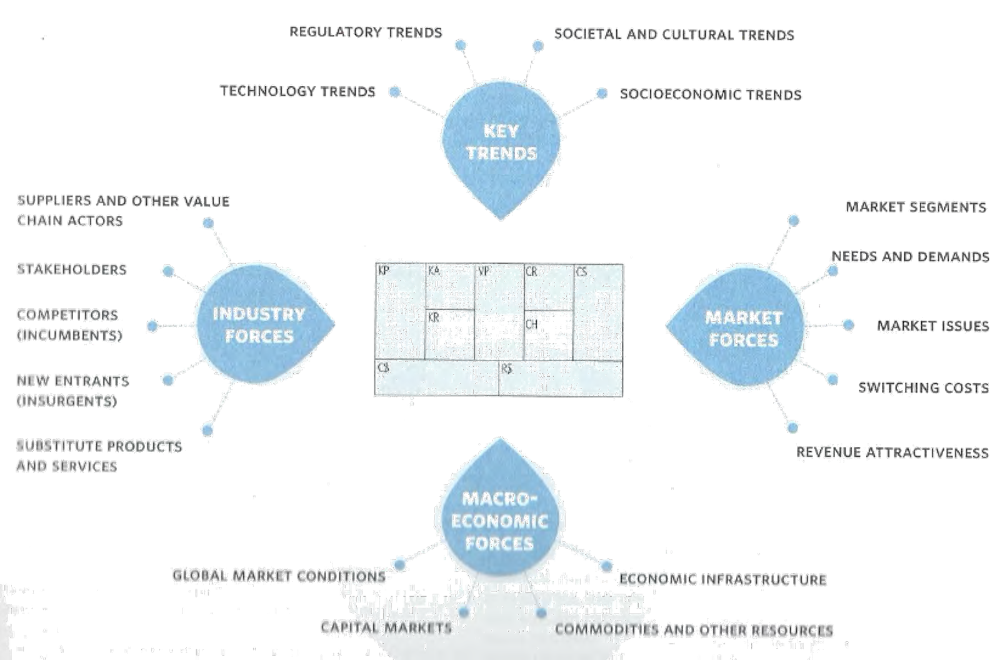 REGULATORY TRENDS
SOCIETAL AND CULTURAL TRENDS
TECHNOLOGY TRENDS
SOCIOECONOMIC TRENDS
KEY
TRENDS
SUPPLIERS AND OTHER VALUE
CHAIN ACTORS
STAKEHOLDERS
COMPETITORS
(INCUMBENTS)
NEW ENTRANTS
(INSURGENTS)
SUBSTITUTE PRODUCTS
AND SERVICES
INDUSTRY
FORCES
KP
KA
VP
CR
CS
KR
CH
C$
R$
MARKET
FORCES
MARKET SEGMENTS
NEEDS AND DEMANDS
MARKET ISSUES
SWITCHING COSTS
REVENUE ATTRACTIVENESS
MACRO-
ECONOMIC
FORCES
GLOBAL MARKET CONDITIONS
ECONOMIC INFRASTRUCTURE
CAPITAL MARKETS
COMMODITIES AND OTHER RESOURCES